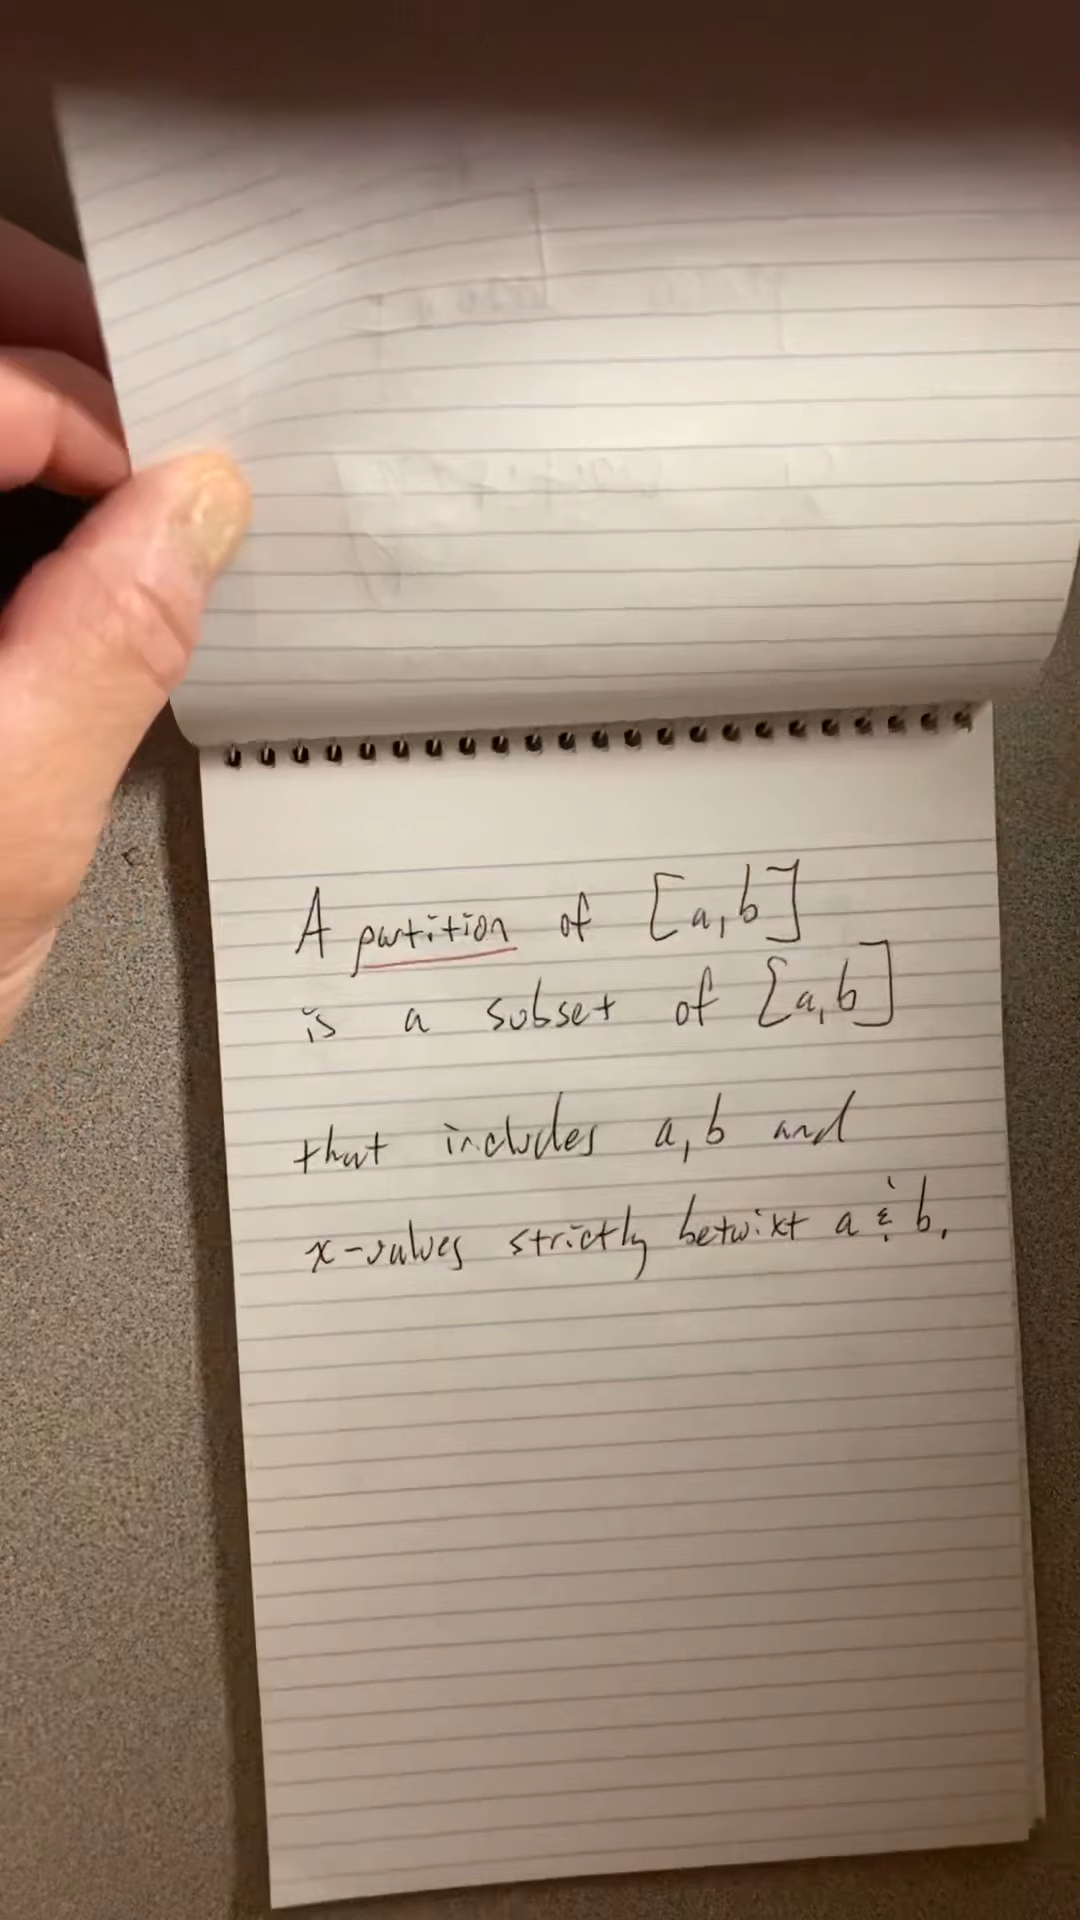 A partition of [a,b]
is a subset of [a,b]
that includes a,b and
x-values strictly betwixt a & b.